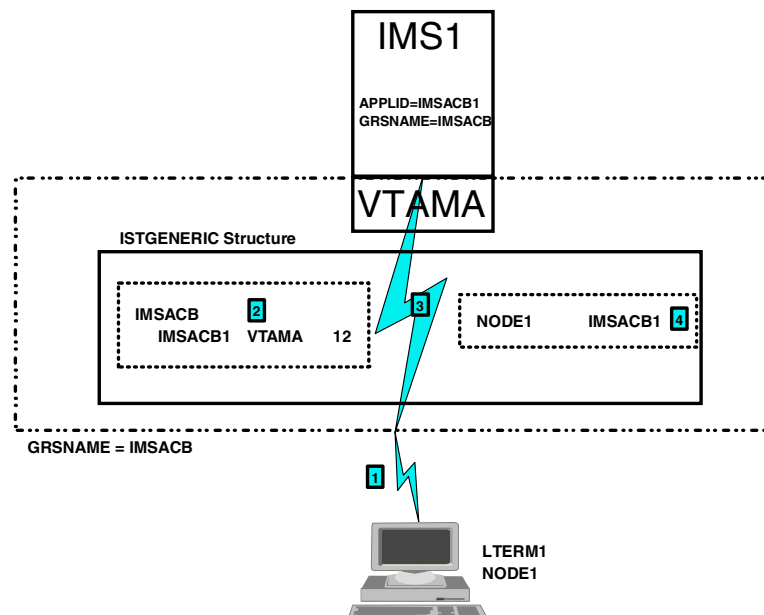 IMS1
APPLID=IMSACB1
GRSNAME=IMSACB
VTAMA
ISTGENERIC Structure
IMSACB 2
IMSACB1 VTAMA 12
3
NODE1 IMSACB1 4
GRSNAME = IMSACB
1
LTERM1
NODE1